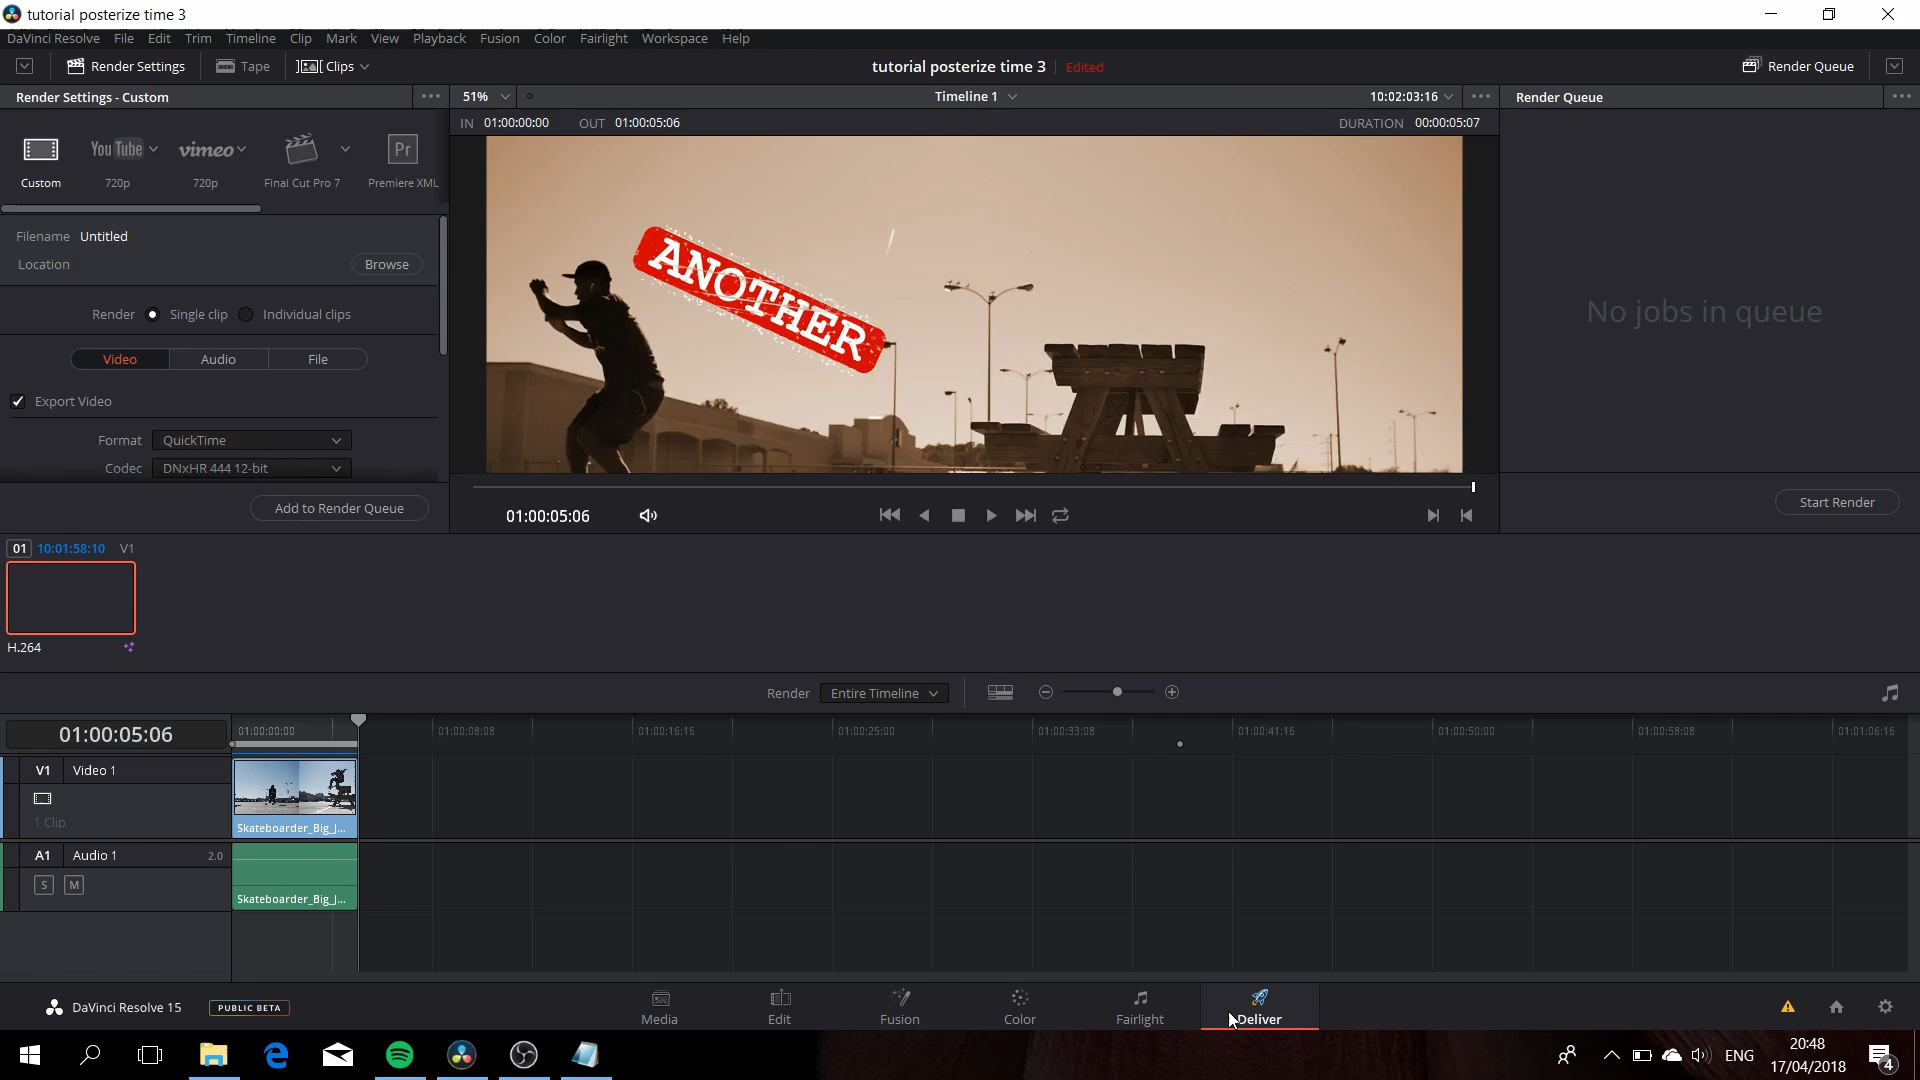 tutorial posterize time 3
DaVinci Resolve File Edit Trim Timeline Clip Mark View Playback Fusion Color Fairlight Workspace Help
Render Settings Tape Clips tutorial posterize time 3 Edited Render Queue
Render Settings - Custom 51% Timeline 1 10:02:03:16 Render Queue
IN 01:00:00:00 OUT 01:00:05:06 DURATION 00:00:05:07
You Tube vimeo Pr
Custom 720p 720p Final Cut Pro 7 Premiere XML
Filename Untitled
Location Browse
ANOTHER
Render Single clip Individual clips
No jobs in queue
Video Audio File
Export Video
Format QuickTime
Codec DNxHR 444 12-bit
Add to Render Queue
Start Render
01:00:05:06
01 10:01:58:10 V1
H.264
Render Entire Timeline
01:00:05:06
01:00:00:00 01:00:08:08 01:00:16:16 01:00:25:00 01:00:33:08 01:00:41:16 01:00:50:00 01:00:58:08 01:01:06:16
V1 Video 1
1 Clip
Skateboarder_Big_J...
A1 Audio 1 2.0
S M
Skateboarder_Big_J...
DaVinci Resolve 15 PUBLIC BETA
Media Edit Fusion Color Fairlight Deliver
ENG
20:48
17/04/2018
4